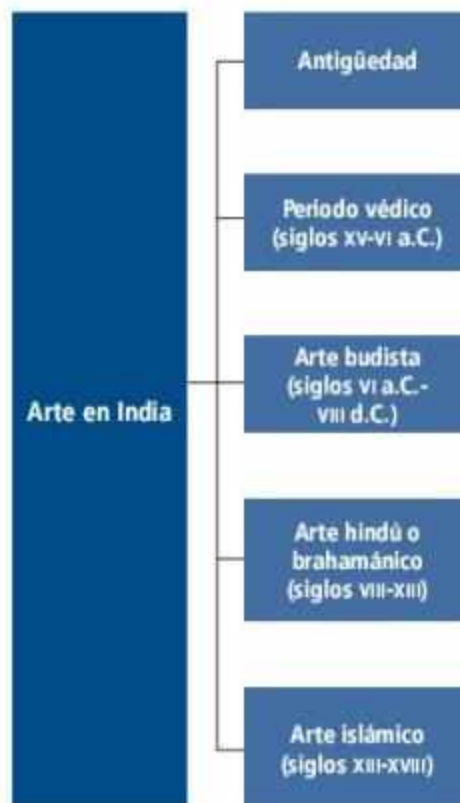 Arte en India
Antigüedad
Período védico
(siglos XV-VI a.C.)
Arte budista
(siglos VI a.C.-
VIII d.C.)
Arte hindú o
brahamánico
(siglos VIII-XIII)
Arte islámico
(siglos XIII-XVIII)